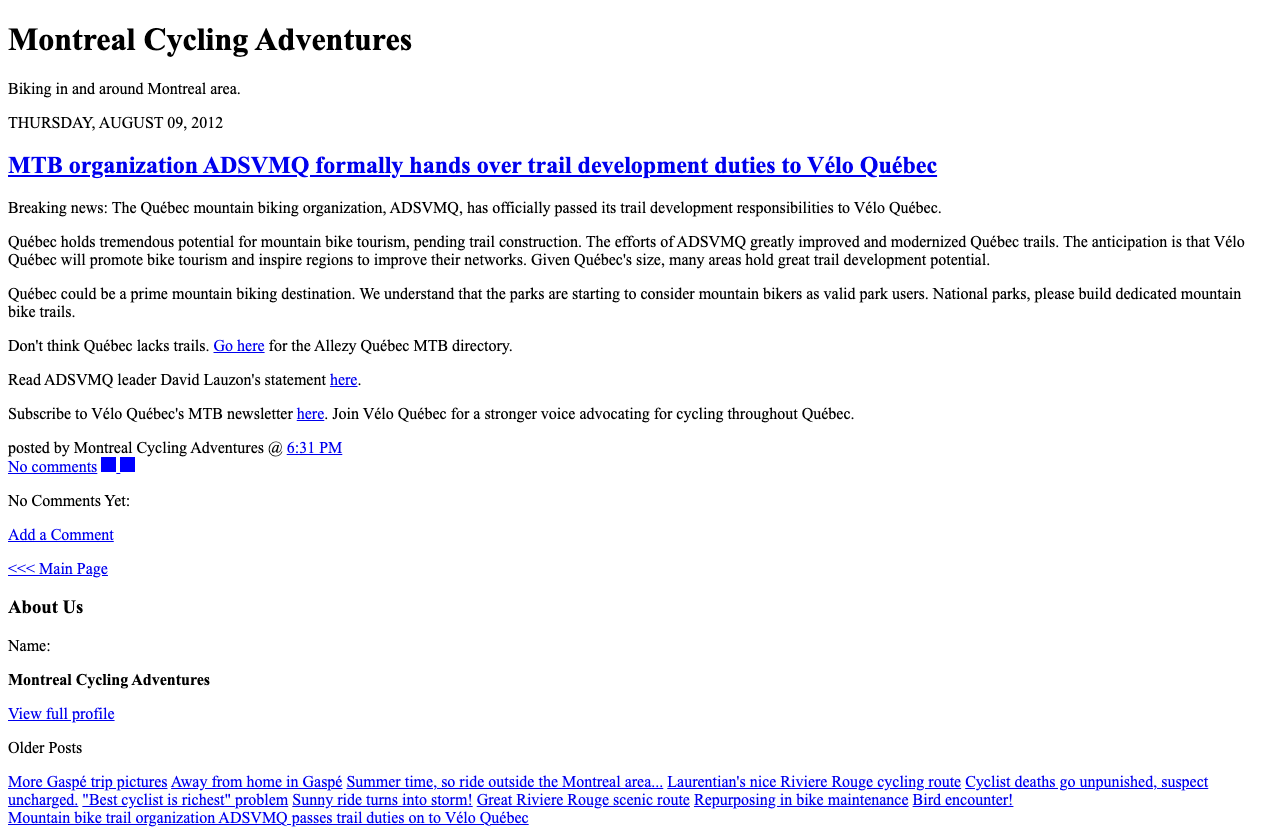 Montreal Cycling Adventures
Biking in and around Montreal area.
THURSDAY, AUGUST 09, 2012
MTB organization ADSVMQ formally hands over trail development duties to Vélo Québec
Breaking news: The Québec mountain biking organization, ADSVMQ, has officially passed its trail development responsibilities to Vélo Québec.
Québec holds tremendous potential for mountain bike tourism, pending trail construction. The efforts of ADSVMQ greatly improved and modernized Québec trails. The anticipation is that Vélo
Québec will promote bike tourism and inspire regions to improve their networks. Given Québec's size, many areas hold great trail development potential.
Québec could be a prime mountain biking destination. We understand that the parks are starting to consider mountain bikers as valid park users. National parks, please build dedicated mountain
bike trails.
Don't think Québec lacks trails. Go here for the Allezy Québec MTB directory.
Read ADSVMQ leader David Lauzon's statement here.
Subscribe to Vélo Québec's MTB newsletter here. Join Vélo Québec for a stronger voice advocating for cycling throughout Québec.
posted by Montreal Cycling Adventures @ 6:31 PM
No comments
No Comments Yet:
Add a Comment
<<< Main Page
About Us
Name:
Montreal Cycling Adventures
View full profile
Older Posts
More Gaspé trip pictures Away from home in Gaspé Summer time, so ride outside the Montreal area... Laurentian's nice Riviere Rouge cycling route Cyclist deaths go unpunished, suspect
uncharged. "Best cyclist is richest" problem Sunny ride turns into storm! Great Riviere Rouge scenic route Repurposing in bike maintenance Bird encounter!
Mountain bike trail organization ADSVMQ passes trail duties on to Vélo Québec